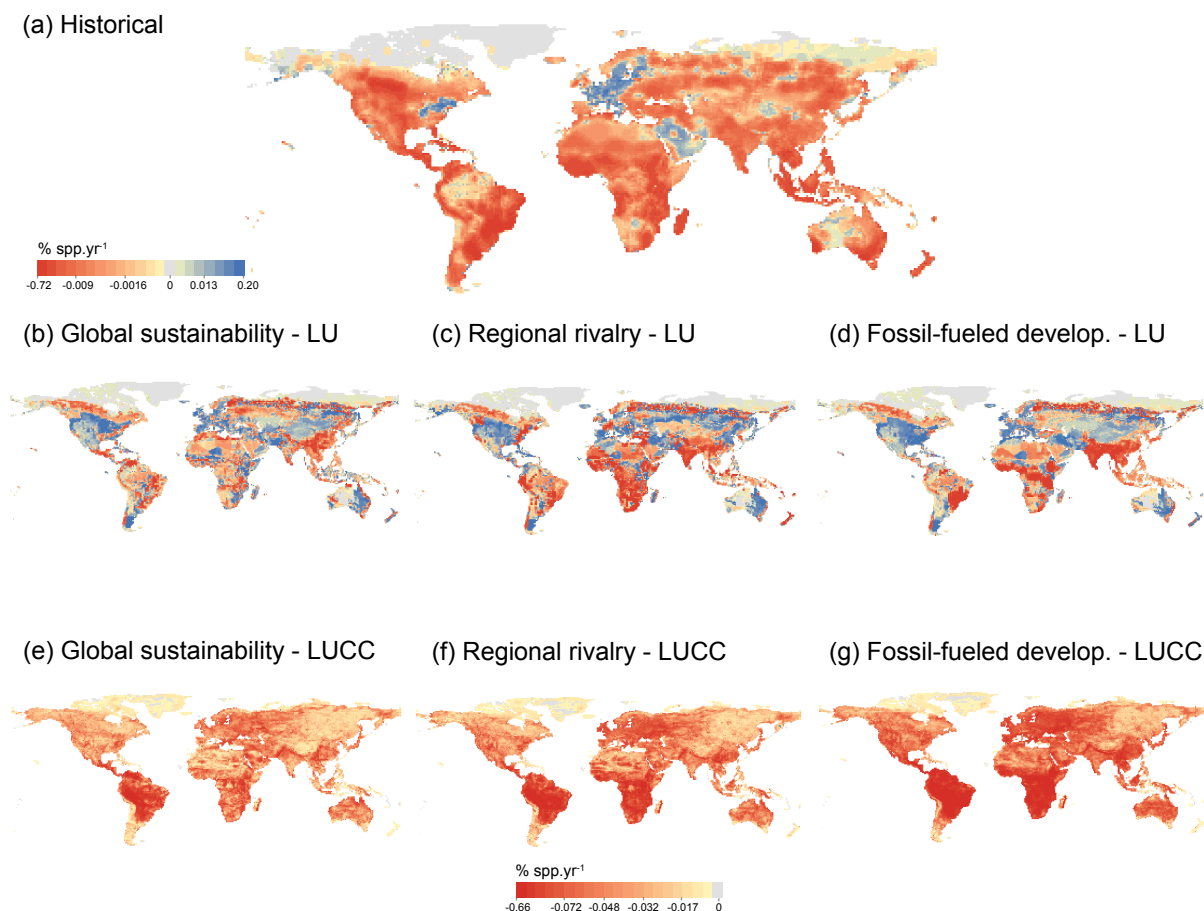 (a) Historical
% spp.yr⁻¹
-0.72 -0.009 -0.0016 0 0.013 0.20
(b) Global sustainability - LU (c) Regional rivalry - LU (d) Fossil-fueled develop. - LU
(e) Global sustainability - LUCC (f) Regional rivalry - LUCC (g) Fossil-fueled develop. - LUCC
% spp.yr⁻¹
-0.66 -0.072 -0.048 -0.032 -0.017 0